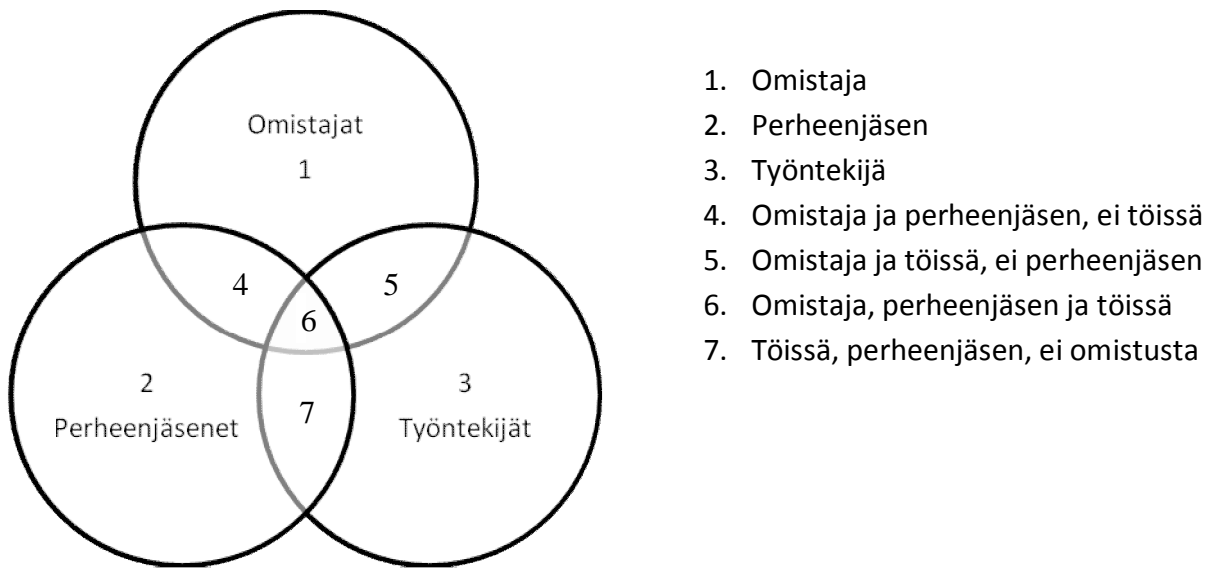 Omistajat
1
4
5
6
2
Perheenjäsenet
7
3
Työntekijät
1. Omistaja
2. Perheenjäsen
3. Työntekijä
4. Omistaja ja perheenjäsen, ei töissä
5. Omistaja ja töissä, ei perheenjäsen
6. Omistaja, perheenjäsen ja töissä
7. Töissä, perheenjäsen, ei omistusta